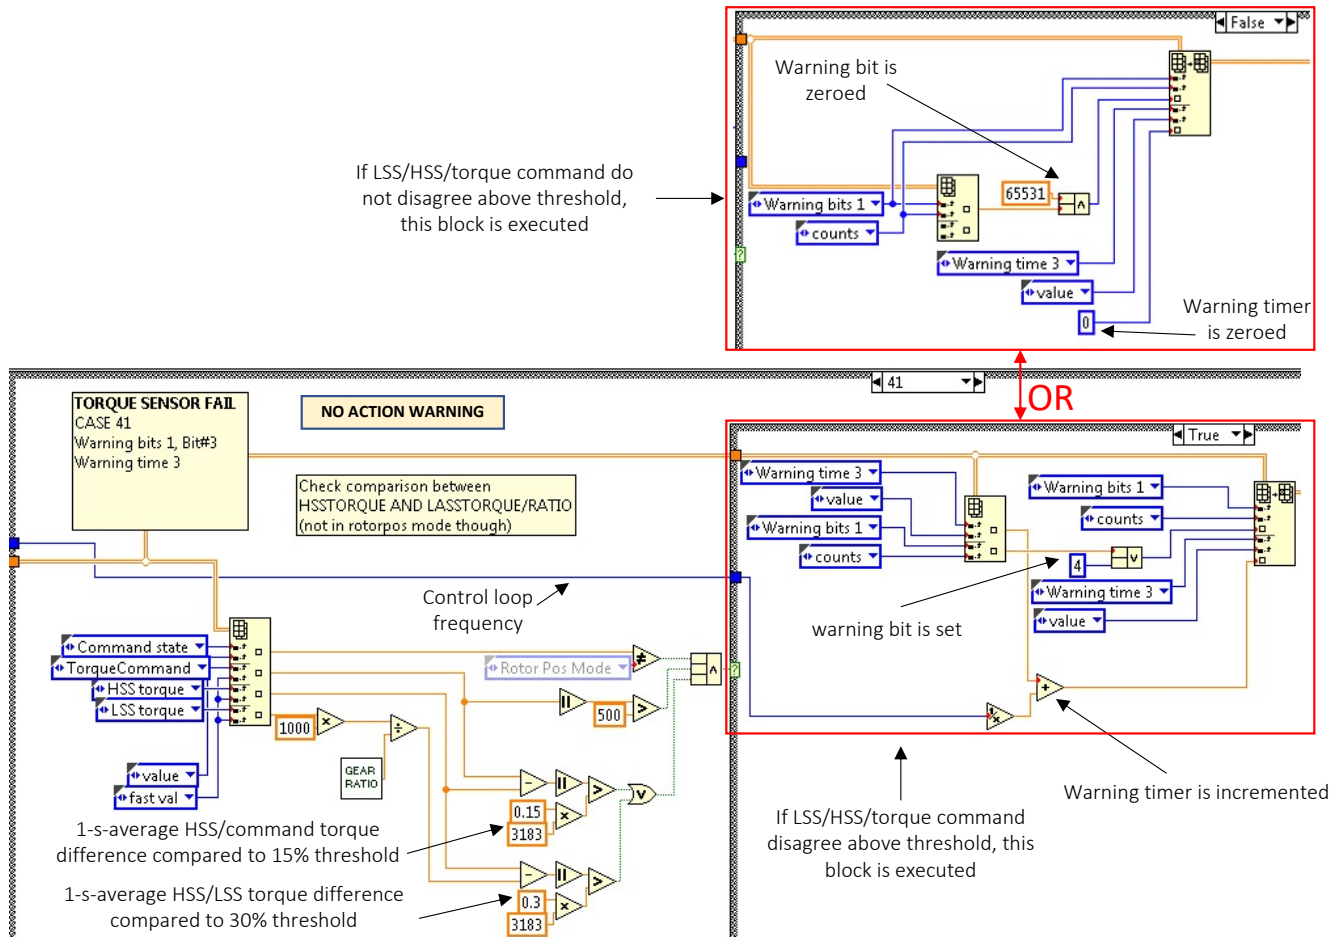 False
Warning bit is
zeroed
If LSS/HSS/torque command do
not disagree above threshold,
this block is executed
65531
Warning bits 1
counts
Warning time 3
value
0
Warning timer
is zeroed
?
OR
41
TORQUE SENSOR FAIL
CASE 41
Warning bits 1, Bit#3
Warning time 3
NO ACTION WARNING
Check comparison between
HSSTORQUE AND LASSTORQUE/RATIO
(not in rotorpos mode though)
True
Warning time 3
value
Warning bits 1
counts
Warning bits 1
counts
4
Warning time 3
value
warning bit is set
Control loop
frequency
Command state
TorqueCommand
HSS torque
LSS torque
value
fast val
1000
GEAR
RATIO
Rotor Pos Mode
500
?
0.15
3183
0.3
3183
1-s-average HSS/command torque
difference compared to 15% threshold
1-s-average HSS/LSS torque difference
compared to 30% threshold
If LSS/HSS/torque command
disagree above threshold, this
block is executed
Warning timer is incremented